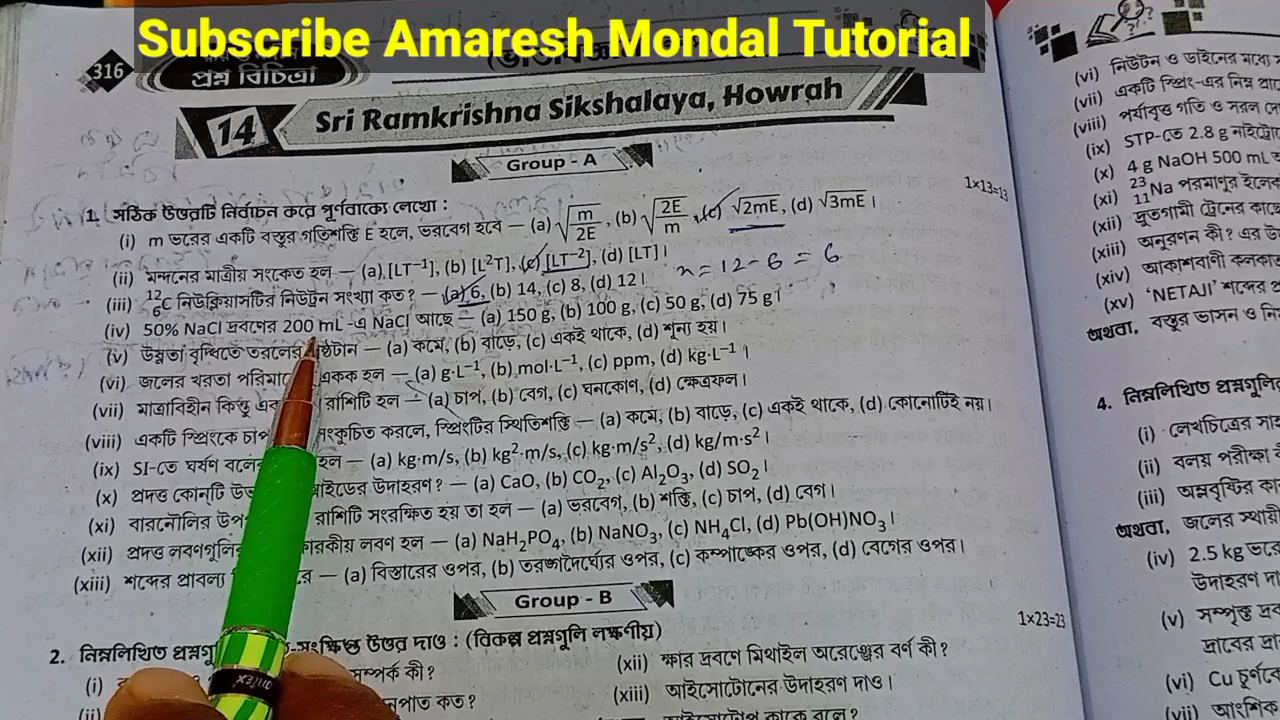 Subscribe Amaresh Mondal Tutorial
316
প্রশ্ন বিচিত্রা
14 Sri Ramkrishna Sikshalaya, Howrah
Group - A
1×13=13
1. সঠিক উত্তরটি নির্বাচন করে পূর্ণবাক্যে লেখো :
(i) m ভরের একটি বস্তুর গতিশক্তি E হলে, ভরবেগ হবে — (a) √(m/2E), (b) √(2E/m), (c) √2mE, (d) √3mE।
(ii) মন্দনের মাত্রীয় সংকেত হল — (a) [LT⁻¹], (b) [L²T], (c) [LT⁻²], (d) [LT]।
n = 12 - 6 = 6
(iii) ¹²₆C নিউক্লিয়াসটির নিউট্রন সংখ্যা কত? — (a) 6, (b) 14, (c) 8, (d) 12।
(iv) 50% NaCl দ্রবণের 200 mL -এ NaCl আছে — (a) 150 g, (b) 100 g, (c) 50 g, (d) 75 g।
(v) উষ্ণতা বৃদ্ধিতে তরলের ষ্ঠটান — (a) কমে, (b) বাড়ে, (c) একই থাকে, (d) শূন্য হয়।
(vi) জলের খরতা পরিমা একক হল — (a) g·L⁻¹, (b) mol·L⁻¹, (c) ppm, (d) kg·L⁻¹।
(vii) মাত্রাবিহীন কিন্তু এক রাশিটি হল — (a) চাপ, (b) বেগ, (c) ঘনকোণ, (d) ক্ষেত্রফল।
(viii) একটি স্প্রিংকে চাপ সংকুচিত করলে, স্প্রিংটির স্থিতিশক্তি — (a) কমে, (b) বাড়ে, (c) একই থাকে, (d) কোনোটিই নয়।
(ix) SI-তে ঘর্ষণ বলের হল — (a) kg·m/s, (b) kg²·m/s, (c) kg·m/s², (d) kg/m·s²।
(x) প্রদত্ত কোন্‌টি উভ াইডের উদাহরণ? — (a) CaO, (b) CO₂, (c) Al₂O₃, (d) SO₂।
(xi) বারনৌলির উপ রাশিটি সংরক্ষিত হয় তা হল — (a) ভরবেগ, (b) শক্তি, (c) চাপ, (d) বেগ।
(xii) প্রদত্ত লবণগুলির ারকীয় লবণ হল — (a) NaH₂PO₄, (b) NaNO₃, (c) NH₄Cl, (d) Pb(OH)NO₃।
(xiii) শব্দের প্রাবল্য রে — (a) বিস্তারের ওপর, (b) তরঙ্গদৈর্ঘ্যের ওপর, (c) কম্পাঙ্কের ওপর, (d) বেগের ওপর।
Group - B
1×23=23
2. নিম্নলিখিত প্রশ্নগু -সংক্ষিপ্ত উত্তর দাও : (বিকল্প প্রশ্নগুলি লক্ষণীয়)
(i) সম্পর্ক কী?
(ii) নুপাত কত?
(xii) ক্ষার দ্রবণে মিথাইল অরেঞ্জের বর্ণ কী?
(xiii) আইসোটোনের উদাহরণ দাও।
আইসোটোপ কাকে বলে?
(vi) নিউটন ও ডাইনের মধ্যে
(vii) একটি স্প্রিং-এর নিম্ন
(viii) পর্যাবৃত্ত গতি ও সরল
(ix) STP-তে 2.8 g
(x) 4 g NaOH 500 mL
(xi) ²³₁₁Na পরমাণুর
(xii) দ্রুতগামী ট্রেনের
(xiii) অনুরণন কী? এর
(xiv) আকাশবাণী
(xv) 'NETAJI' শব্দের
অথবা, বস্তুর ভাসন ও
4. নিম্নলিখিত
(i) লেখচিত্রের
(ii) বলয় পরীক্ষা
(iii) অম্লবৃষ্টির
অথবা, জলের স্থায়ী
(iv) 2.5 kg
উদাহরণ
(v) সম্পৃক্ত
দ্রাবের
(vi) Cu
(vii) আংশিক